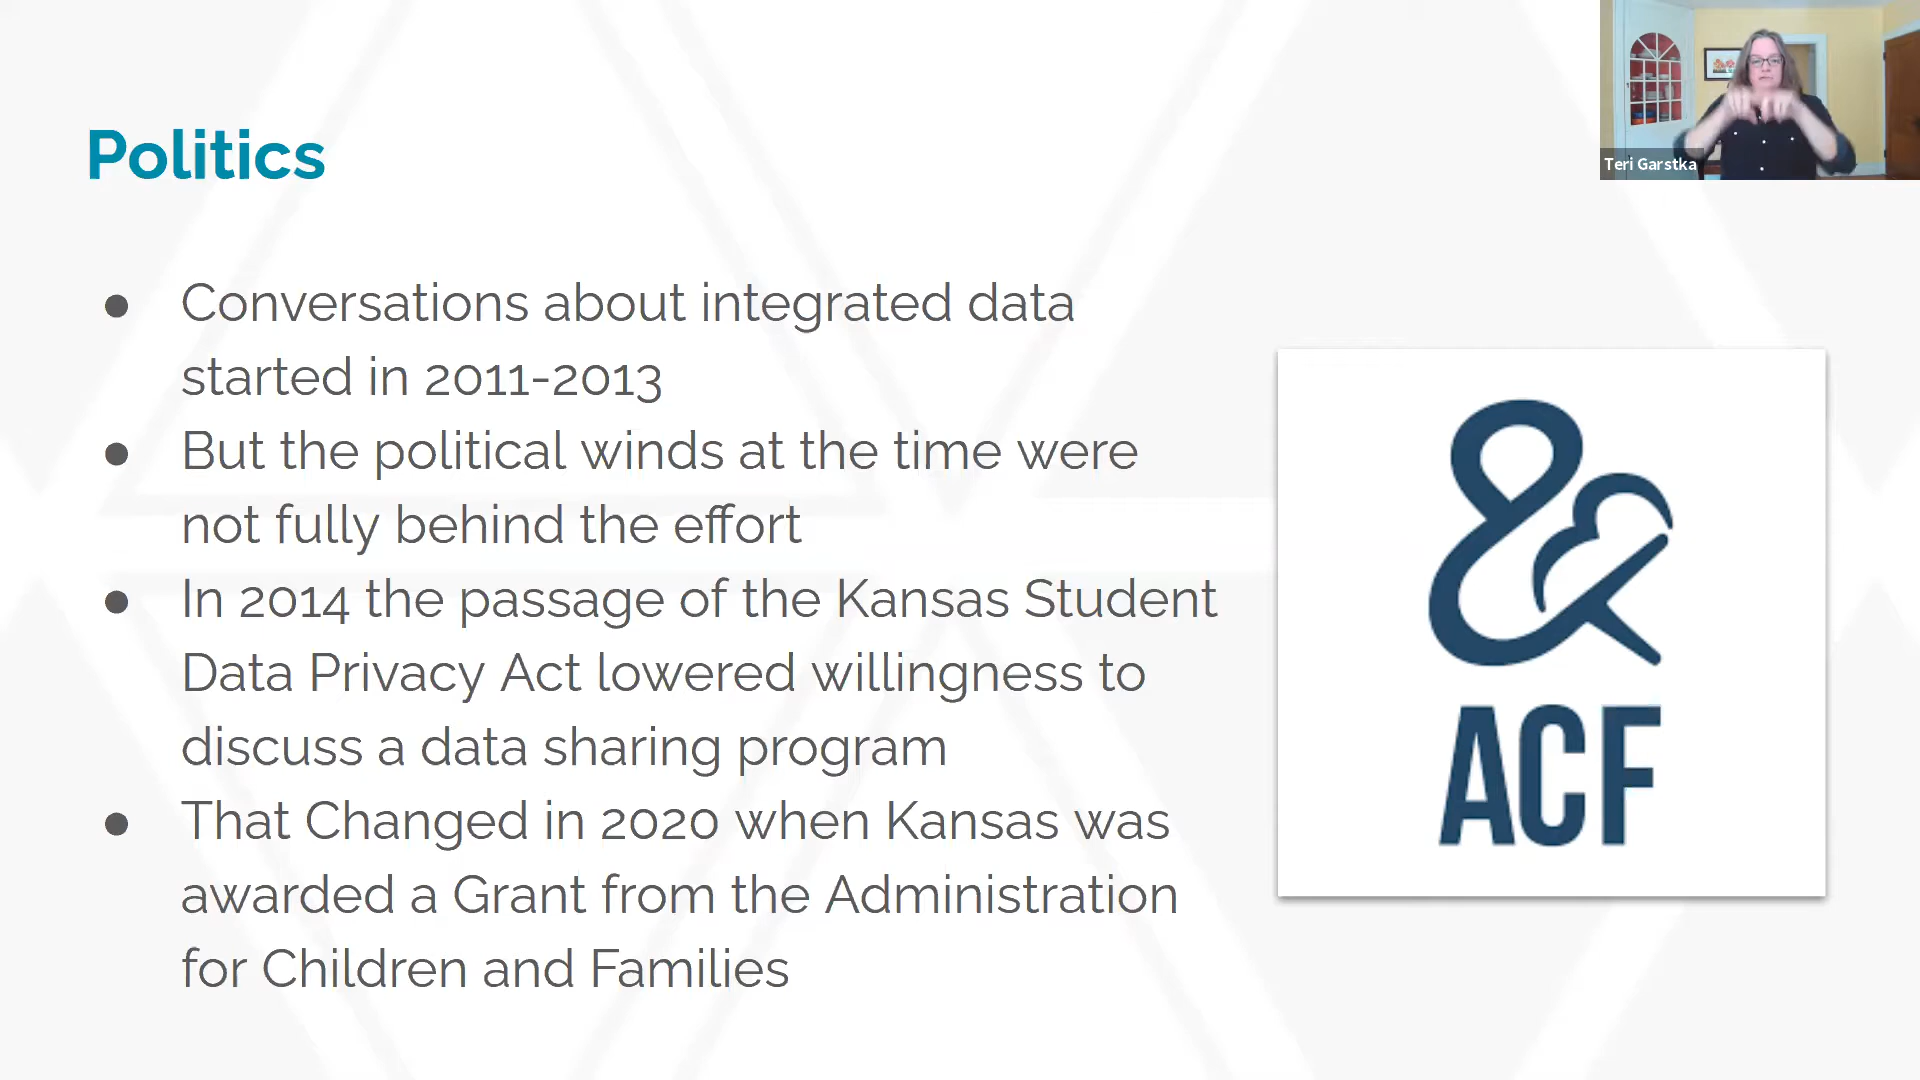 Teri Garstka
Politics
● Conversations about integrated data
started in 2011-2013
● But the political winds at the time were
not fully behind the effort
● In 2014 the passage of the Kansas Student
Data Privacy Act lowered willingness to
discuss a data sharing program
● That Changed in 2020 when Kansas was
awarded a Grant from the Administration
for Children and Families
&
ACF